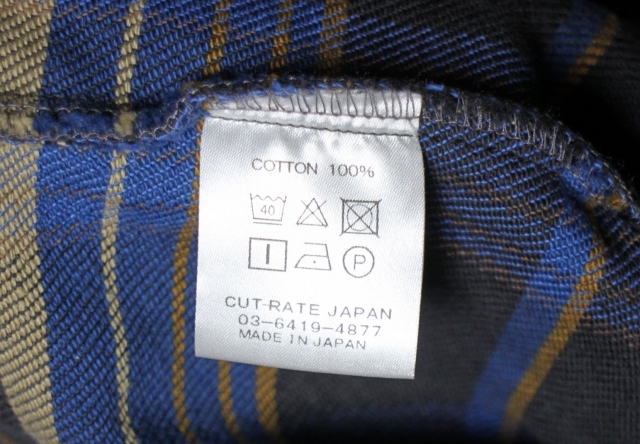 COTTON 100%
40
P
CUT-RATE JAPAN
03-6419-4877
MADE IN JAPAN